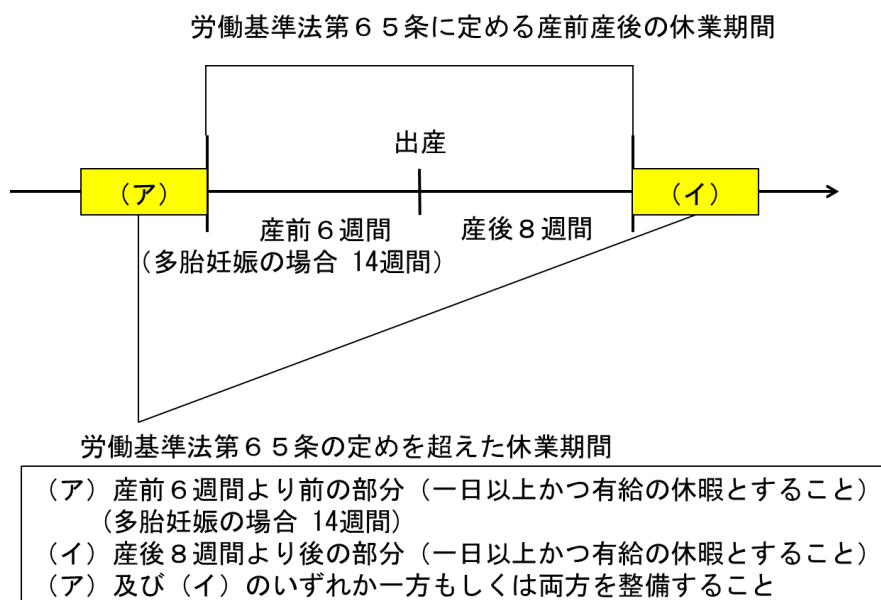 労働基準法第６５条に定める産前産後の休業期間
出産
（ア）
（イ）
産前６週間
産後８週間
（多胎妊娠の場合 14週間）
労働基準法第６５条の定めを超えた休業期間
（ア）産前６週間より前の部分（一日以上かつ有給の休暇とすること）
（多胎妊娠の場合 14週間）
（イ）産後８週間より後の部分（一日以上かつ有給の休暇とすること）
（ア）及び（イ）のいずれか一方もしくは両方を整備すること